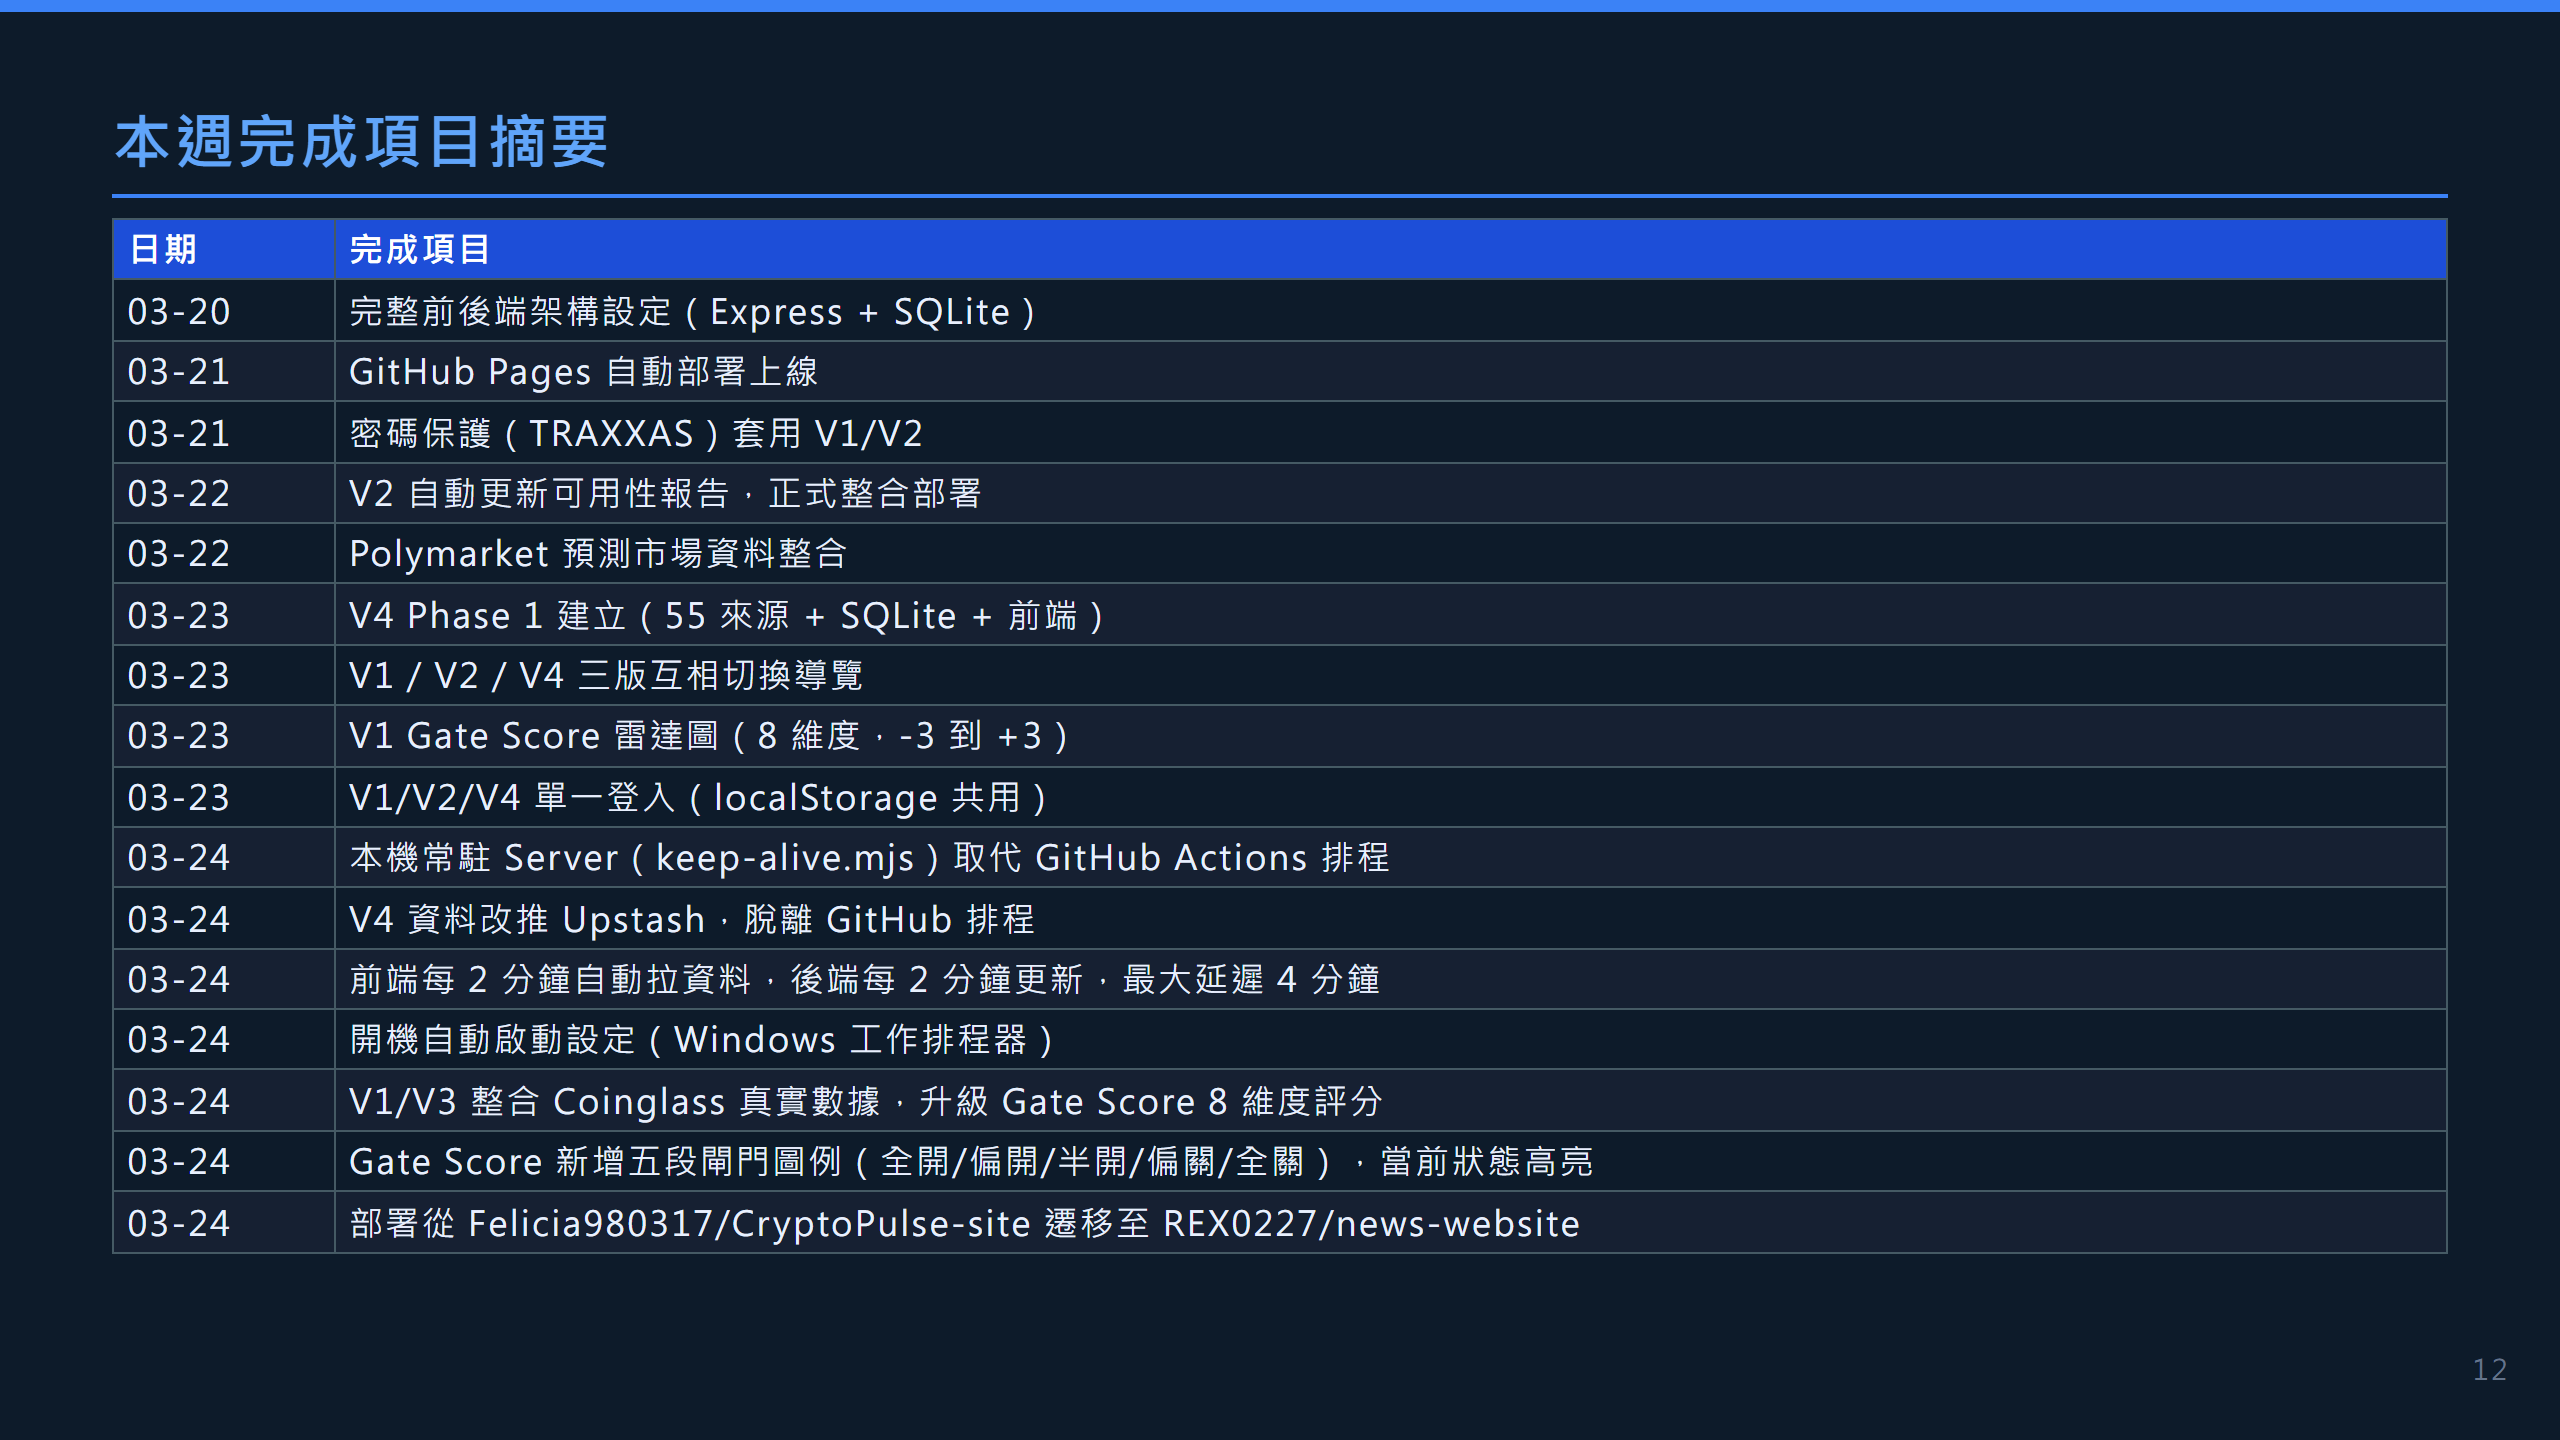 本週完成項目摘要
日期 完成項目
03-20 完整前後端架構設定（Express + SQLite）
03-21 GitHub Pages 自動部署上線
03-21 密碼保護（TRAXXAS）套用 V1/V2
03-22 V2 自動更新可用性報告，正式整合部署
03-22 Polymarket 預測市場資料整合
03-23 V4 Phase 1 建立（55 來源 + SQLite + 前端）
03-23 V1 / V2 / V4 三版互相切換導覽
03-23 V1 Gate Score 雷達圖（8 維度，-3 到 +3）
03-23 V1/V2/V4 單一登入（localStorage 共用）
03-24 本機常駐 Server（keep-alive.mjs）取代 GitHub Actions 排程
03-24 V4 資料改推 Upstash，脫離 GitHub 排程
03-24 前端每 2 分鐘自動拉資料，後端每 2 分鐘更新，最大延遲 4 分鐘
03-24 開機自動啟動設定（Windows 工作排程器）
03-24 V1/V3 整合 Coinglass 真實數據，升級 Gate Score 8 維度評分
03-24 Gate Score 新增五段閘門圖例（全開/偏開/半開/偏關/全關），當前狀態高亮
03-24 部署從 Felicia980317/CryptoPulse-site 遷移至 REX0227/news-website
12